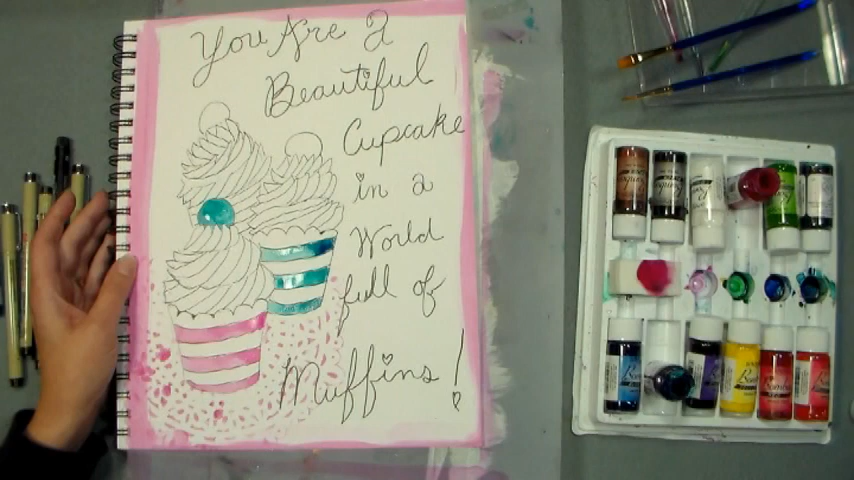 You Are a
Beautiful
Cupcake
in a
World
full of
Muffins!